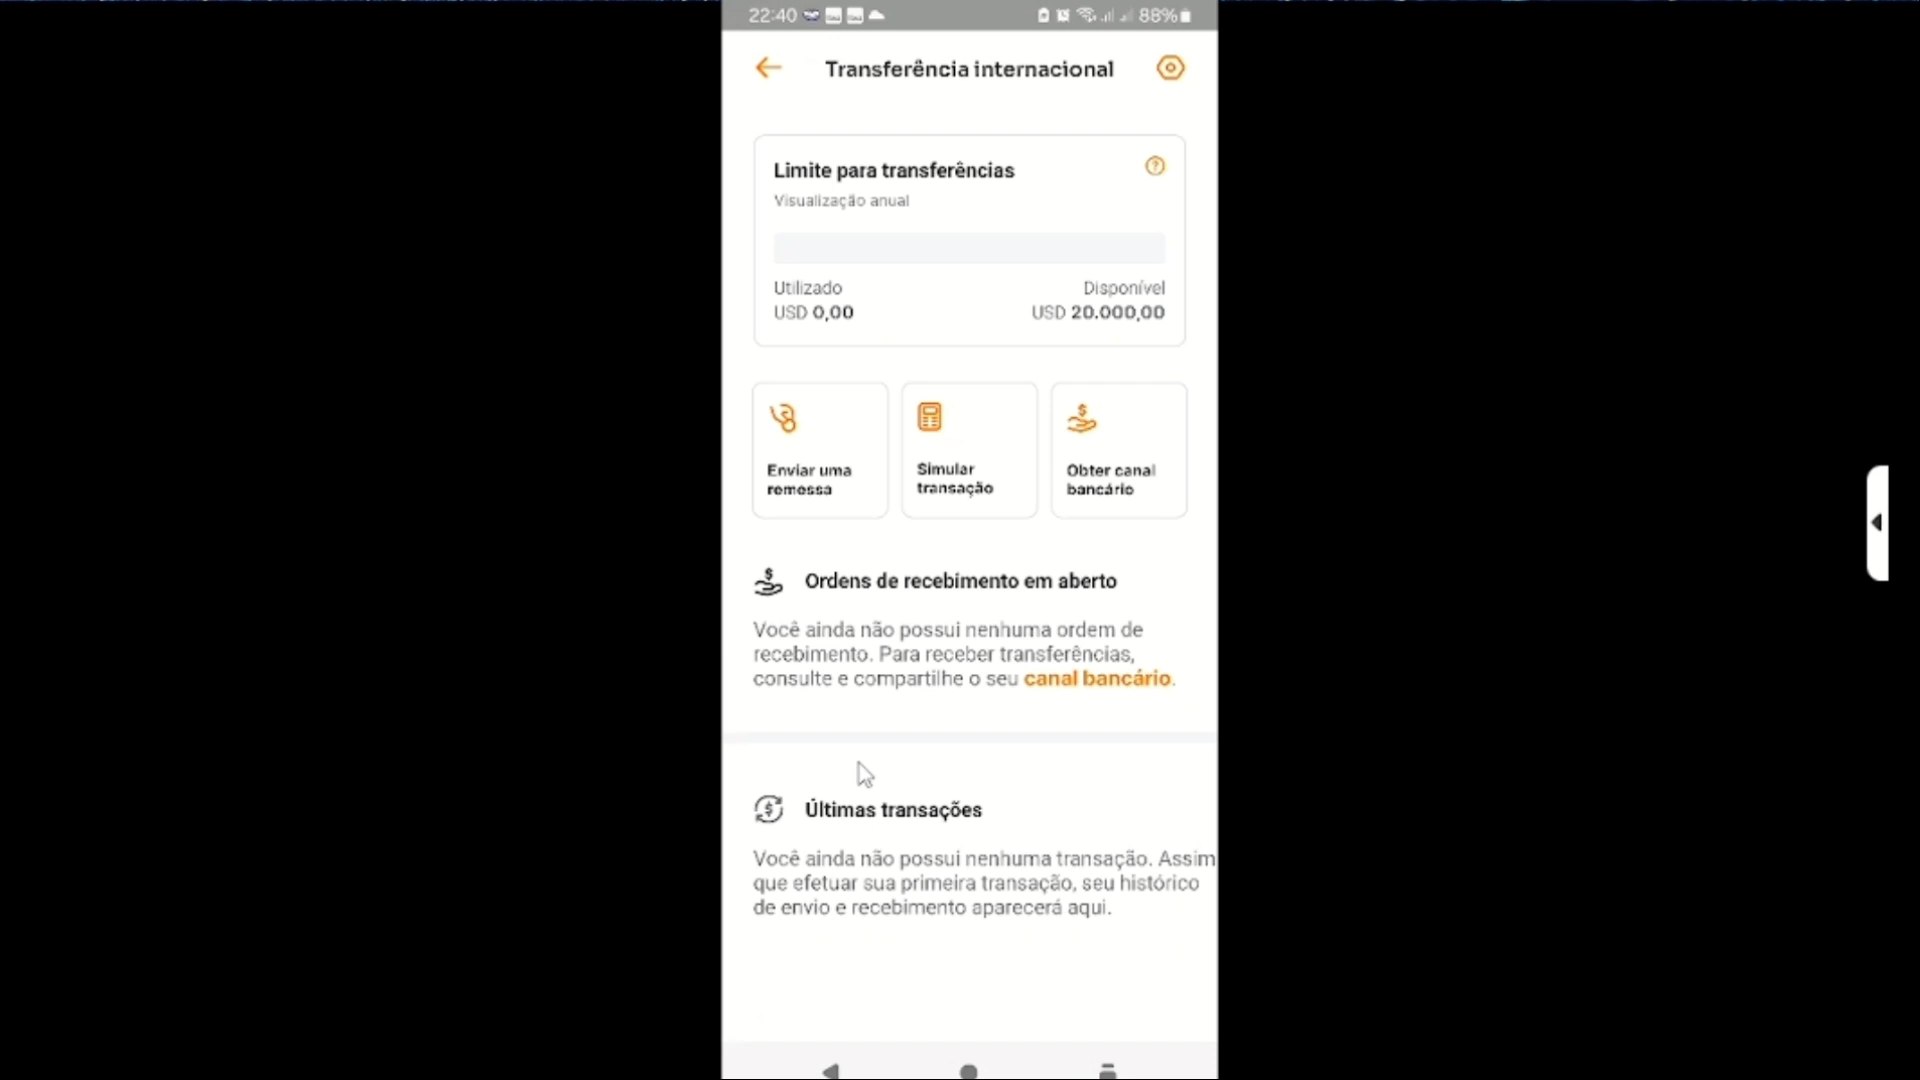 22:40
88%
Transferência internacional
Limite para transferências
Visualização anual
Utilizado
Disponível
USD 0,00
USD 20.000,00
Enviar uma
remessa
Simular
transação
Obter canal
bancário
Ordens de recebimento em aberto
Você ainda não possui nenhuma ordem de
recebimento. Para receber transferências,
consulte e compartilhe o seu canal bancário.
Últimas transações
Você ainda não possui nenhuma transação. Assim
que efetuar sua primeira transação, seu histórico
de envio e recebimento aparecerá aqui.